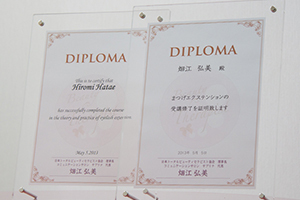 DIPLOMA
This is to certify that
Hiromi Hatae
has successfully completed the course
in the theory and practice of eyelash extension
May.5.2011
畑江 弘美
DIPLOMA
畑江 弘美 殿
まつげエクステンションの
受講修了を証明致します
畑江 弘美